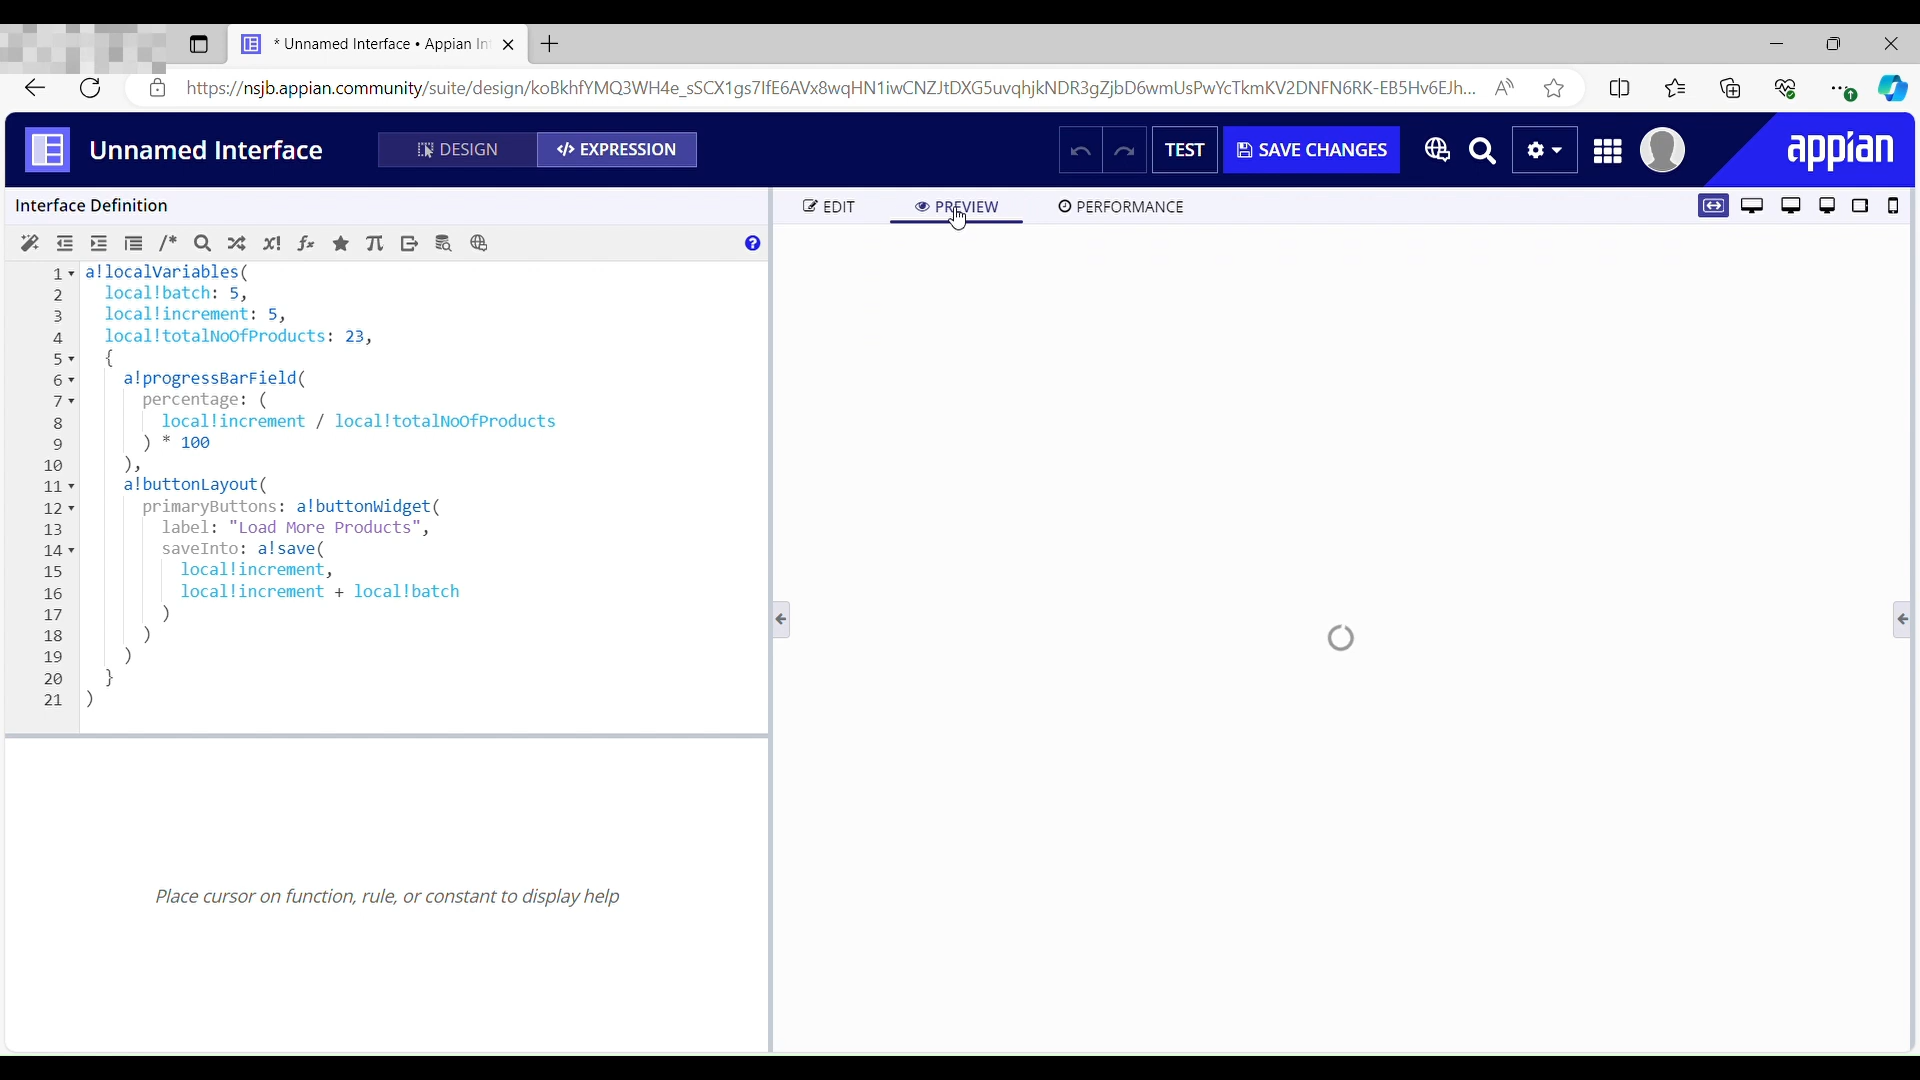 * Unnamed Interface • Appian In
https://nsjb.appian.community/suite/design/koBkhfYMQ3WH4e_sSCX1gs7IfE6AVx8wqHN1iwCNZJtDXG5uvqhjkNDR3gZjbD6wmUsPwYcTkmKV2DNFN6RK-EB5Hv6EJh...
Unnamed Interface
DESIGN
</> EXPRESSION
TEST
SAVE CHANGES
appian
Interface Definition
EDIT
PREVIEW
PERFORMANCE
1 a!localVariables(
2 local!batch: 5,
3 local!increment: 5,
4 local!totalNoOfProducts: 23,
5 {
6 a!progressBarField(
7 percentage: (
8 local!increment / local!totalNoOfProducts
9 ) * 100
10 ),
11 a!buttonLayout(
12 primaryButtons: a!buttonWidget(
13 label: "Load More Products",
14 saveInto: a!save(
15 local!increment,
16 local!increment + local!batch
17 )
18 )
19 )
20 }
21 )
Place cursor on function, rule, or constant to display help